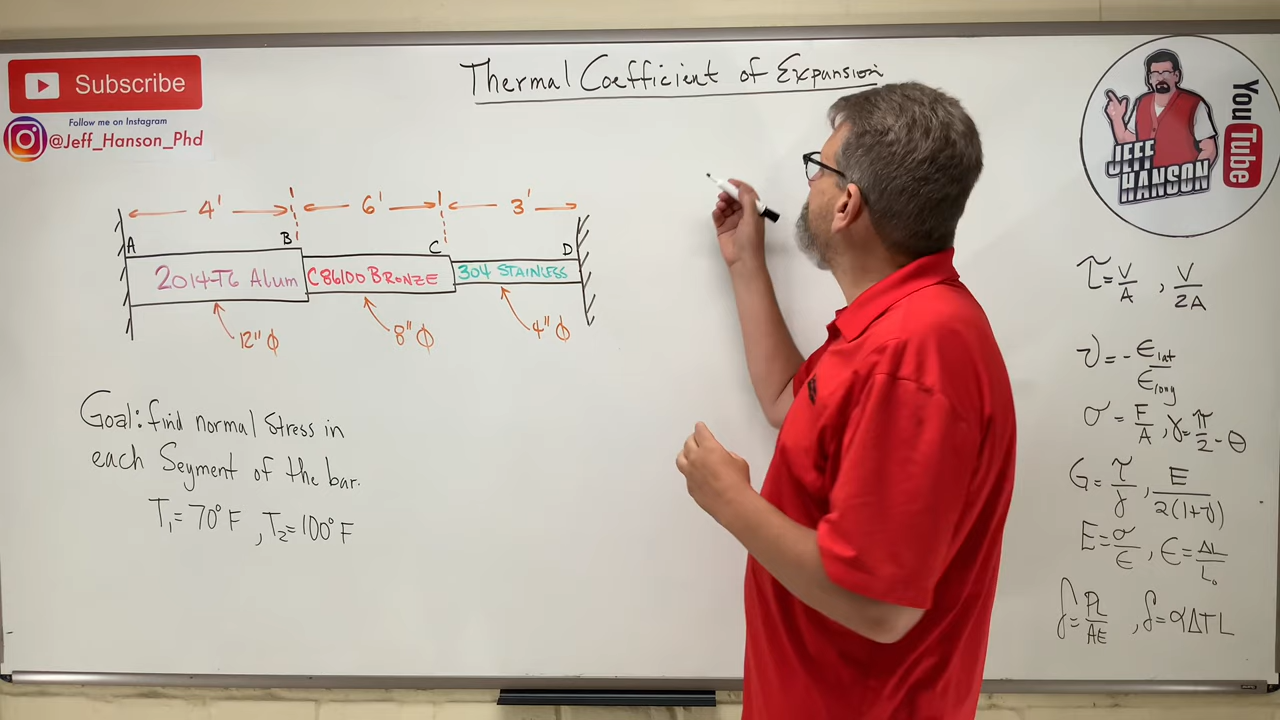 Subscribe
Follow me on Instagram
@Jeff_Hanson_Phd
Thermal Coefficient of Expansion
YouTube
JEFF
HANSON
4' 6' 3'
A B C D
2014-T6 Alum C86100 BRONZE 304 STAINLESS
12" ϕ 8" ϕ 4" ϕ
Goal: find normal Stress in
each Segment of the bar.
T₁=70°F, T₂=100°F
τ=V/A, V/2A
ν=-ϵlat/ϵlong
σ=F/A, γ=π/2-θ
G=τ/γ, E/2(1+ν)
E=σ/ϵ, ϵ=ΔL/L₀
δ=PL/AE, δ=αΔTL